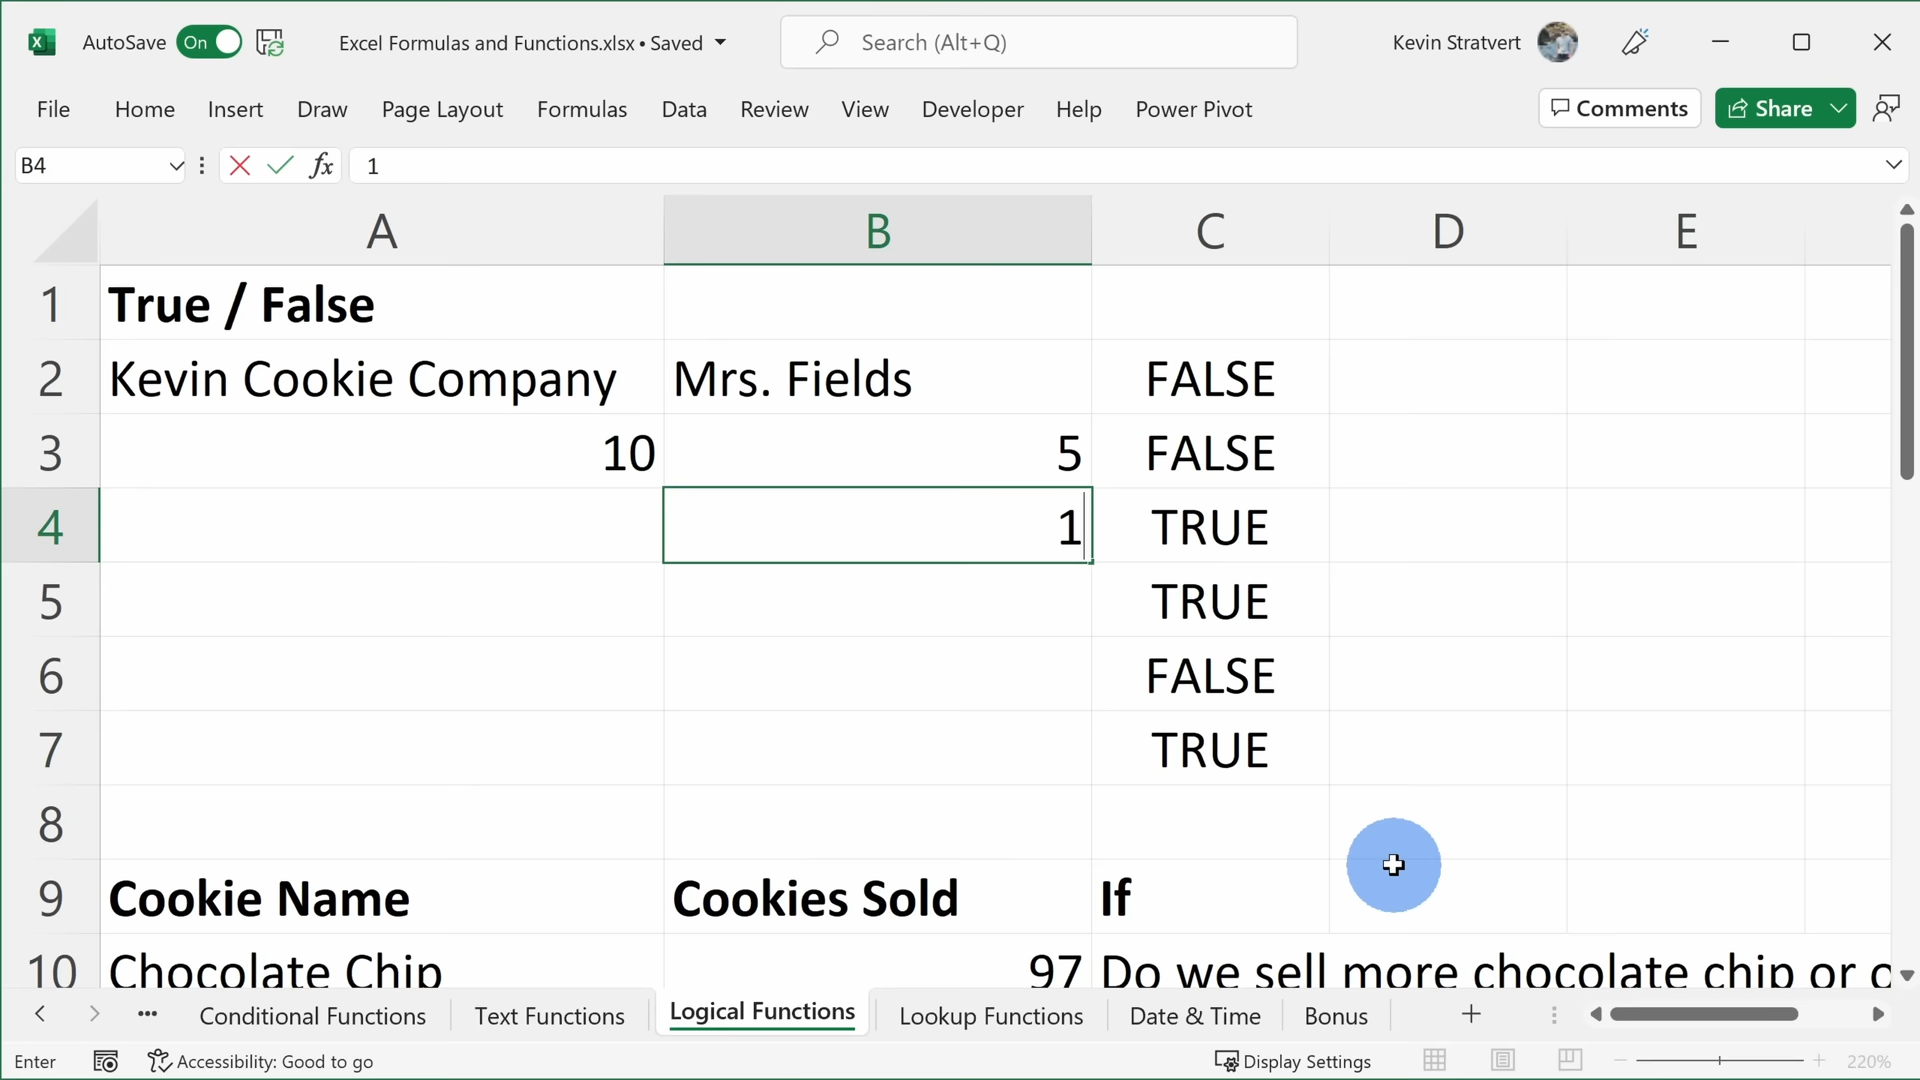 AutoSave On Excel Formulas and Functions.xlsx • Saved Search (Alt+Q) Kevin Stratvert
File Home Insert Draw Page Layout Formulas Data Review View Developer Help Power Pivot Comments Share
B4 fx 1
A B C D E
1 True / False
2 Kevin Cookie Company Mrs. Fields FALSE
3 10 5 FALSE
4 1 TRUE
5 TRUE
6 FALSE
7 TRUE
8
9 Cookie Name Cookies Sold If
10 Chocolate Chip 97 Do we sell more chocolate chip or o
Conditional Functions Text Functions Logical Functions Lookup Functions Date & Time Bonus
Enter Accessibility: Good to go Display Settings 220%